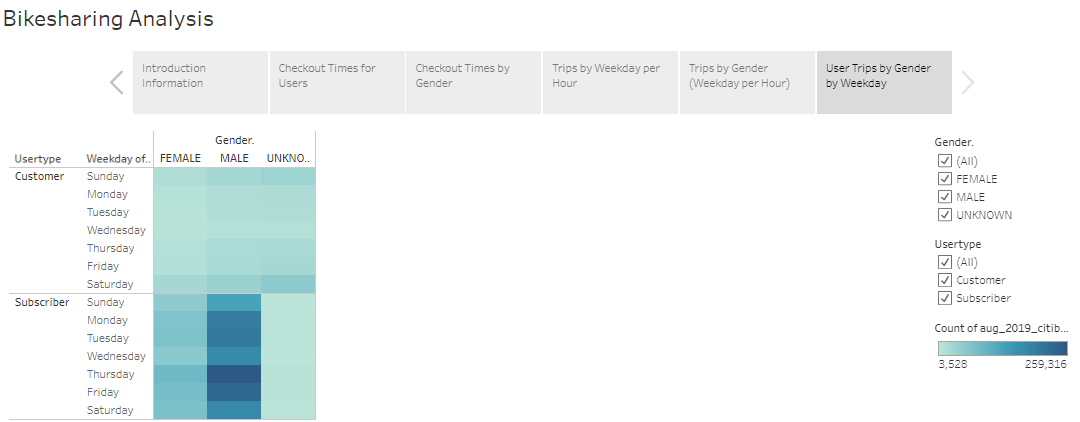 Bikesharing Analysis
Introduction Information
Checkout Times for Users
Checkout Times by Gender
Trips by Weekday per Hour
Trips by Gender (Weekday per Hour)
User Trips by Gender by Weekday
Gender.
Usertype Weekday of.. FEMALE MALE UNKNO..
Customer Sunday
Monday
Tuesday
Wednesday
Thursday
Friday
Saturday
Subscriber Sunday
Monday
Tuesday
Wednesday
Thursday
Friday
Saturday
Gender.
(All)
FEMALE
MALE
UNKNOWN
Usertype
(All)
Customer
Subscriber
Count of aug_2019_citib...
3,528 259,316